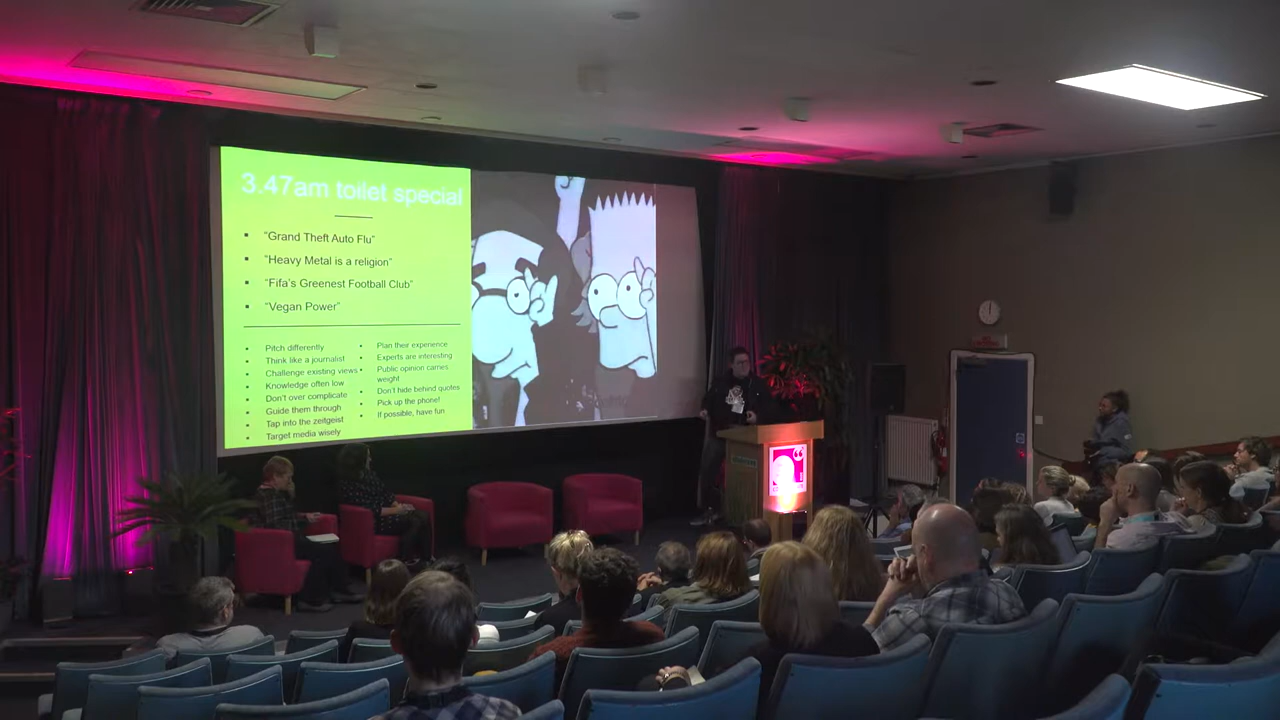 3.47am toilet special
"Grand Theft Auto Flu"
"Heavy Metal is a religion"
"Fifa's Greenest Football Club"
"Vegan Power"
Pitch differently
Think like a journalist
Challenge existing views
Knowledge often low
Don't over complicate
Guide them through
Tap into the zeitgeist
Target media wisely
Plan their experience
Experts are interesting
Public opinion carries
weight
Don't hide behind quotes
Pick up the phone!
If possible, have fun